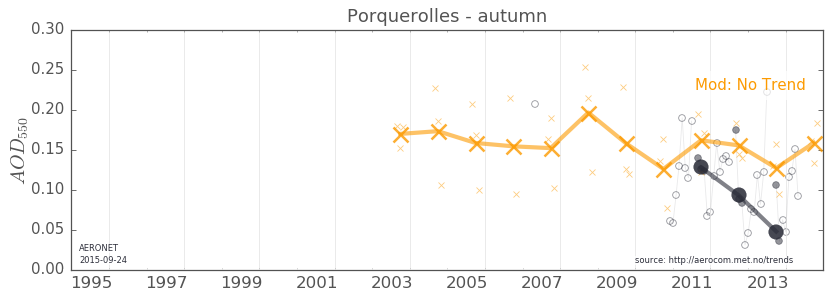 Porquerolles - autumn
0.30
0.25
0.20
0.15
0.10
0.05
0.00
AOD550
Mod: No Trend
AERONET
2015-09-24
source: http://aerocom.met.no/trends
1995 1997 1999 2001 2003 2005 2007 2009 2011 2013